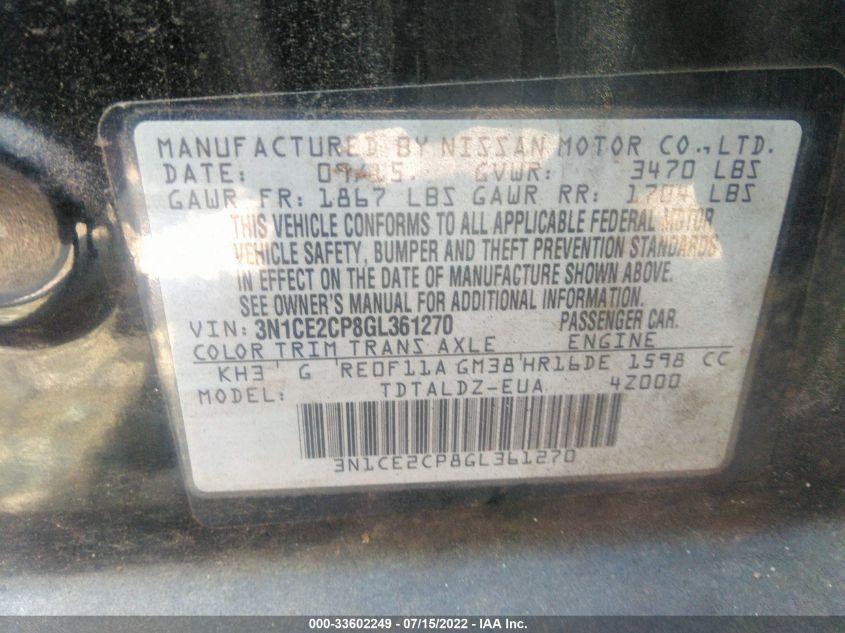 MANUFACTURED BY NISSAN MOTOR CO., LTD.
DATE: 09-15. GVWR: 3470 LBS
GAWR FR: 1867 LBS GAWR RR: 1704 LBS
THIS VEHICLE CONFORMS TO ALL APPLICABLE FEDERAL MOTOR
VEHICLE SAFETY, BUMPER AND THEFT PREVENTION STANDARDS
IN EFFECT ON THE DATE OF MANUFACTURE SHOWN ABOVE.
SEE OWNER'S MANUAL FOR ADDITIONAL INFORMATION.
VIN: 3N1CE2CP8GL361270 PASSENGER CAR.
COLOR TRIM TRANS AXLE ENGINE
KH3 G RE0F11A GM38 HR16DE 1598 CC
MODEL: TDTALDZ-EUA 4Z000
3N1CE2CP8GL361270
000-33602249 - 07/15/2022 - IAA Inc.